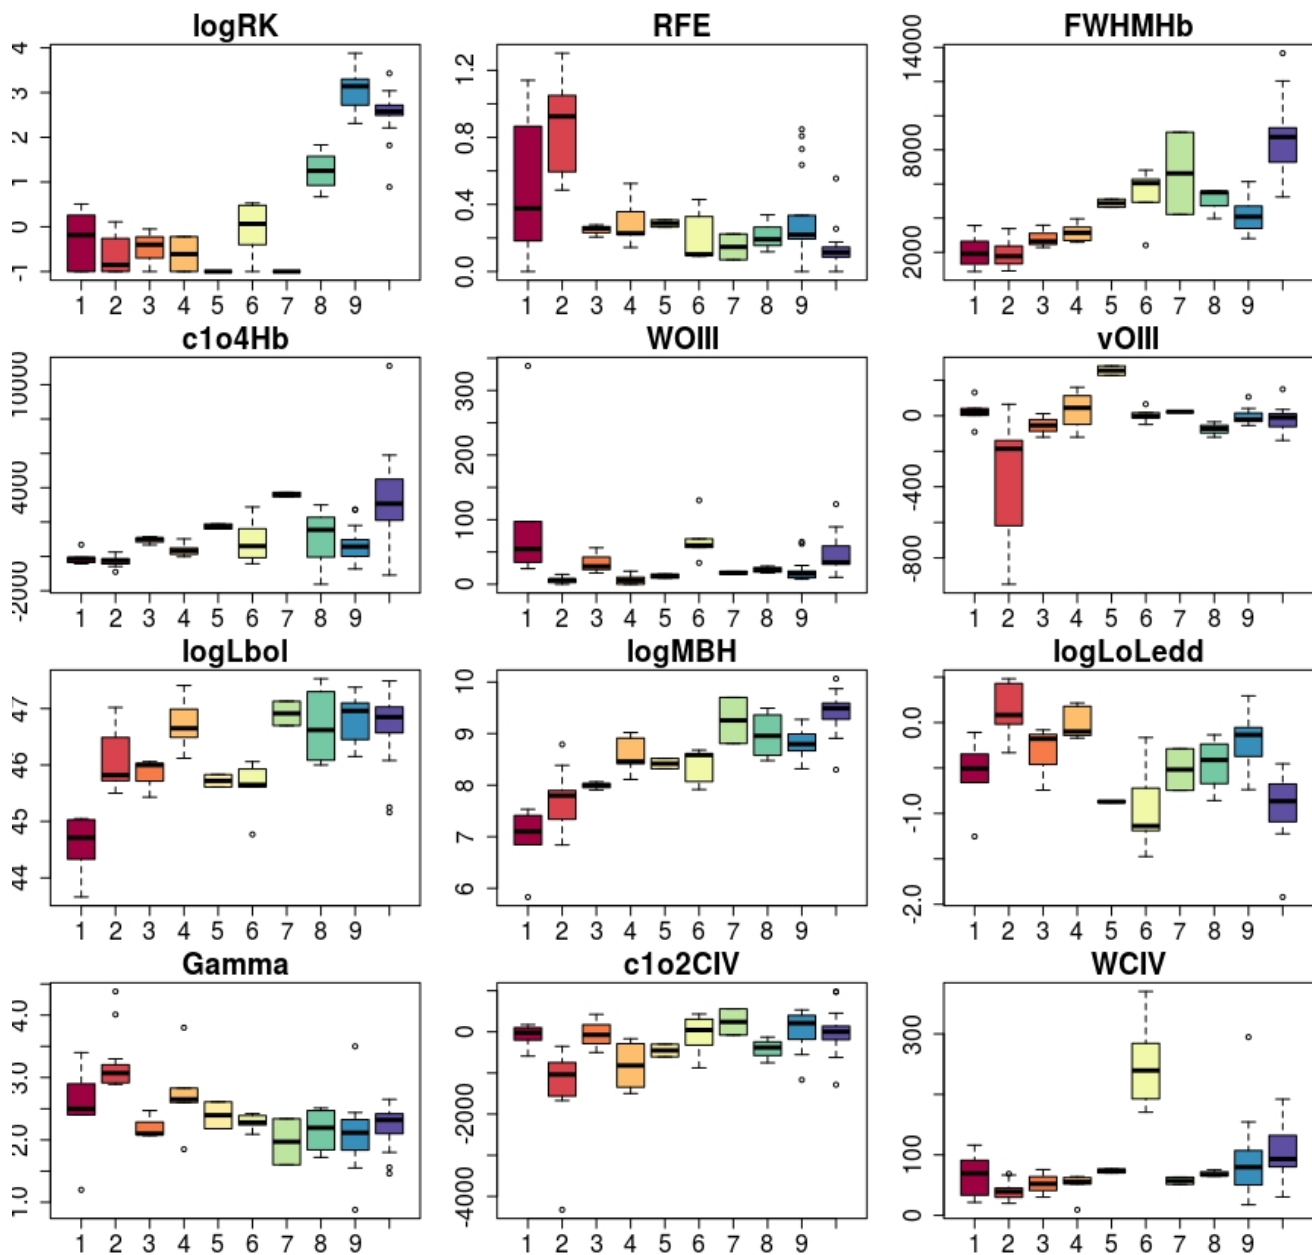 logRK RFE FWHMHb
4 3 2 1 0 -1
1.2 0.8 0.4 0.0
14000 8000 2000
1 2 3 4 5 6 7 8 9 1 2 3 4 5 6 7 8 9 1 2 3 4 5 6 7 8 9
c1o4Hb WOIII vOIII
10000 4000 -2000
300 200 100 0
0 -400 -800
1 2 3 4 5 6 7 8 9 1 2 3 4 5 6 7 8 9 1 2 3 4 5 6 7 8 9
logLbol logMBH logLoLedd
47 46 45 44
10 9 8 7 6
0.0 -1.0 -2.0
1 2 3 4 5 6 7 8 9 1 2 3 4 5 6 7 8 9 1 2 3 4 5 6 7 8 9
Gamma c1o2CIV WCIV
4.0 3.0 2.0 1.0
0 -2000 -4000
300 100 0
1 2 3 4 5 6 7 8 9 1 2 3 4 5 6 7 8 9 1 2 3 4 5 6 7 8 9